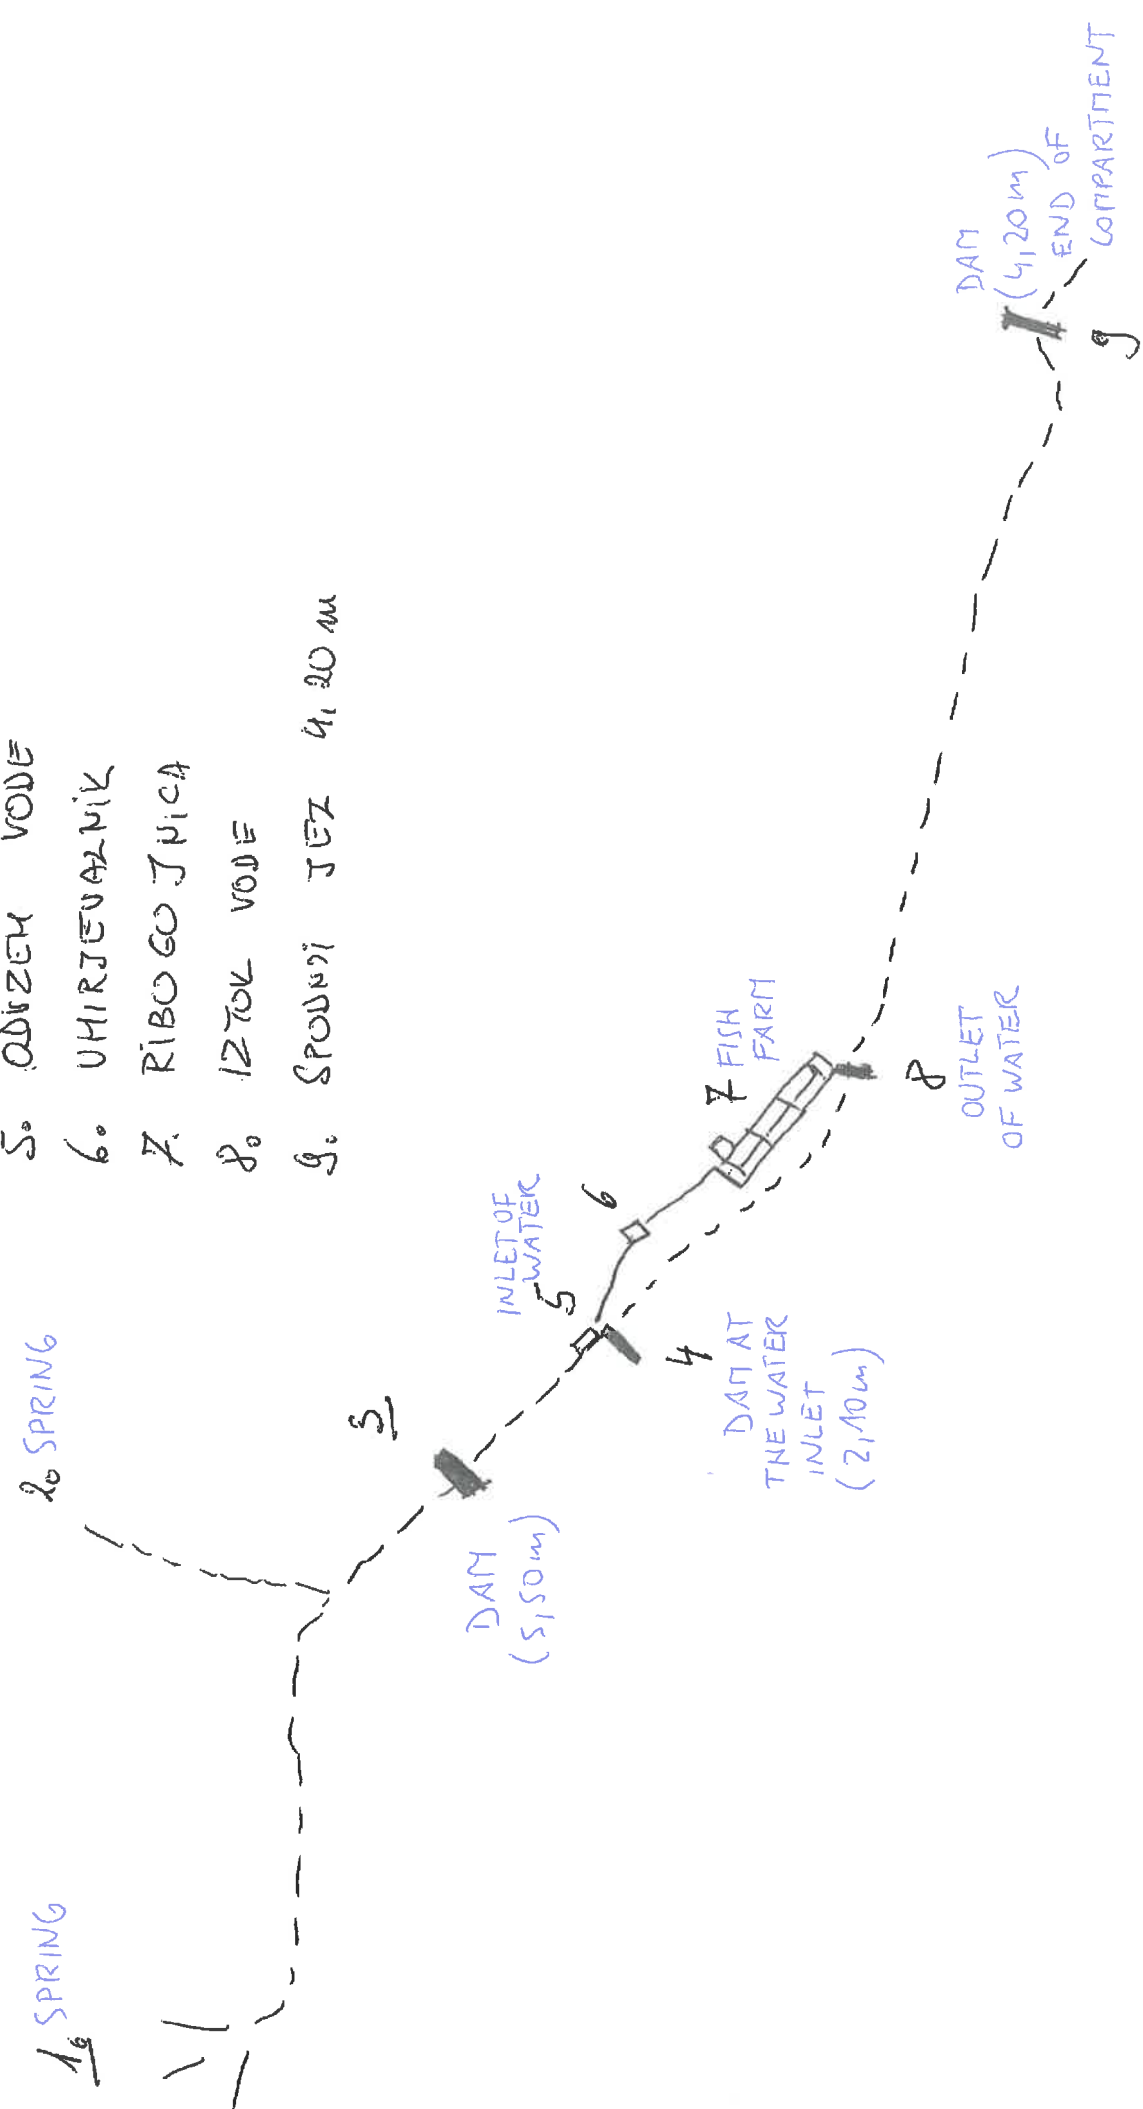 5. ODVZEM VODE
6. UMIRJEVALNIK
7. RIBOGOJNICA
8. IZTOK VODE
9. SPODNJI JEZ 4,20 m
1. SPRING
2. SPRING
3
DAM
(5,50m)
4
DAM AT
THE WATER
INLET
(2,10m)
INLET OF
WATER
5
6
7 FISH
FARM
8
OUTLET
OF WATER
DAM
(4,20m)
END OF
COMPARTMENT
9